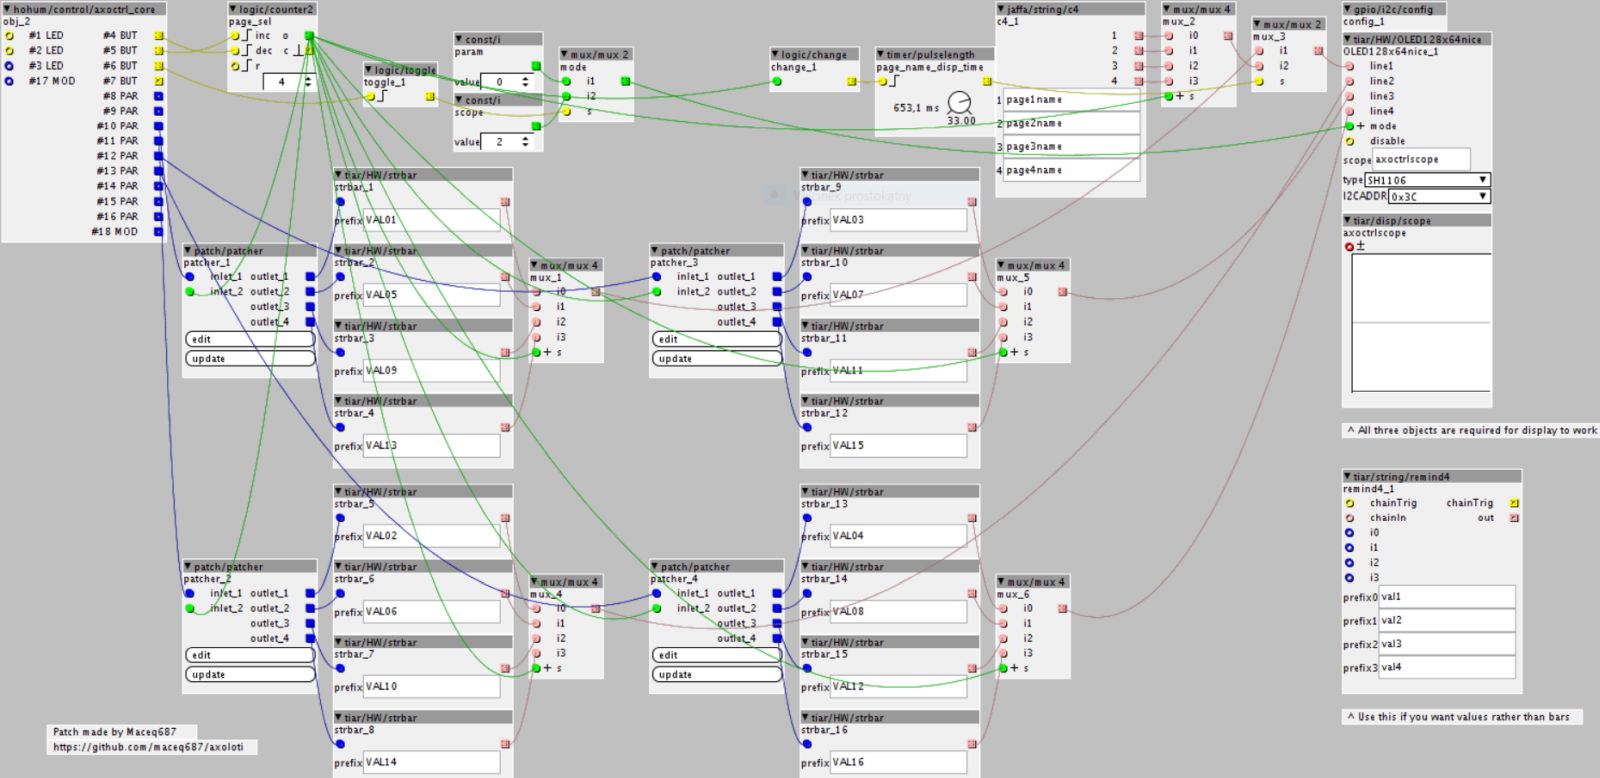 hohum/control/axoctrl_core
obj_2
#1 LED #4 BUT
#2 LED #5 BUT
#3 LED #6 BUT
#17 MOD #7 BUT
#8 PAR
#9 PAR
#10 PAR
#11 PAR
#12 PAR
#13 PAR
#14 PAR
#15 PAR
#16 PAR
#18 MOD
logic/counter2
page_sel
inc o
dec c
r
4
logic/toggle
toggle_1
const/i
param
value 0
const/i
scope
value 2
mux/mux 2
mode
i1
i2
s
logic/change
change_1
timer/pulselength
page_name_disp_time
653,1 ms
33.00
jaffa/string/c4
c4_1
1
2
3
4
1 page1name
2 page2name
3 page3name
4 page4name
mux/mux 4
mux_2
i0
i1
i2
i3
+ s
mux/mux 2
mux_3
i1
i2
s
gpio/i2c/config
config_1
tiar/HW/OLED128x64nice
OLED128x64nice_1
line1
line2
line3
line4
+ mode
disable
scope axoctrlscope
type SH1106
I2CADDR 0x3C
tiar/disp/scope
axoctrlscope
±
^ All three objects are required for display to work
tiar/string/remind4
remind4_1
chainTrig chainTrig
chainIn out
i0
i1
i2
i3
prefix0 val1
prefix1 val2
prefix2 val3
prefix3 val4
^ Use this if you want values rather than bars
patch/patcher
patcher_1
inlet_1 outlet_1
inlet_2 outlet_2
outlet_3
outlet_4
edit
update
tiar/HW/strbar
strbar_1
prefix VAL01
tiar/HW/strbar
strbar_2
prefix VAL05
tiar/HW/strbar
strbar_3
prefix VAL09
tiar/HW/strbar
strbar_4
prefix VAL13
mux/mux 4
mux_1
i0
i1
i2
i3
+ s
patch/patcher
patcher_3
inlet_1 outlet_1
inlet_2 outlet_2
outlet_3
outlet_4
edit
update
tiar/HW/strbar
strbar_9
prefix VAL03
tiar/HW/strbar
strbar_10
prefix VAL07
tiar/HW/strbar
strbar_11
prefix VAL11
tiar/HW/strbar
strbar_12
prefix VAL15
mux/mux 4
mux_5
i0
i1
i2
i3
+ s
patch/patcher
patcher_2
inlet_1 outlet_1
inlet_2 outlet_2
outlet_3
outlet_4
edit
update
tiar/HW/strbar
strbar_5
prefix VAL02
tiar/HW/strbar
strbar_6
prefix VAL06
tiar/HW/strbar
strbar_7
prefix VAL10
tiar/HW/strbar
strbar_8
prefix VAL14
mux/mux 4
mux_4
i0
i1
i2
i3
+ s
patch/patcher
patcher_4
inlet_1 outlet_1
inlet_2 outlet_2
outlet_3
outlet_4
edit
update
tiar/HW/strbar
strbar_13
prefix VAL04
tiar/HW/strbar
strbar_14
prefix VAL08
tiar/HW/strbar
strbar_15
prefix VAL12
tiar/HW/strbar
strbar_16
prefix VAL16
mux/mux 4
mux_6
i0
i1
i2
i3
+ s
Patch made by Maceq687
https://github.com/maceq687/axoloti
prostokątny